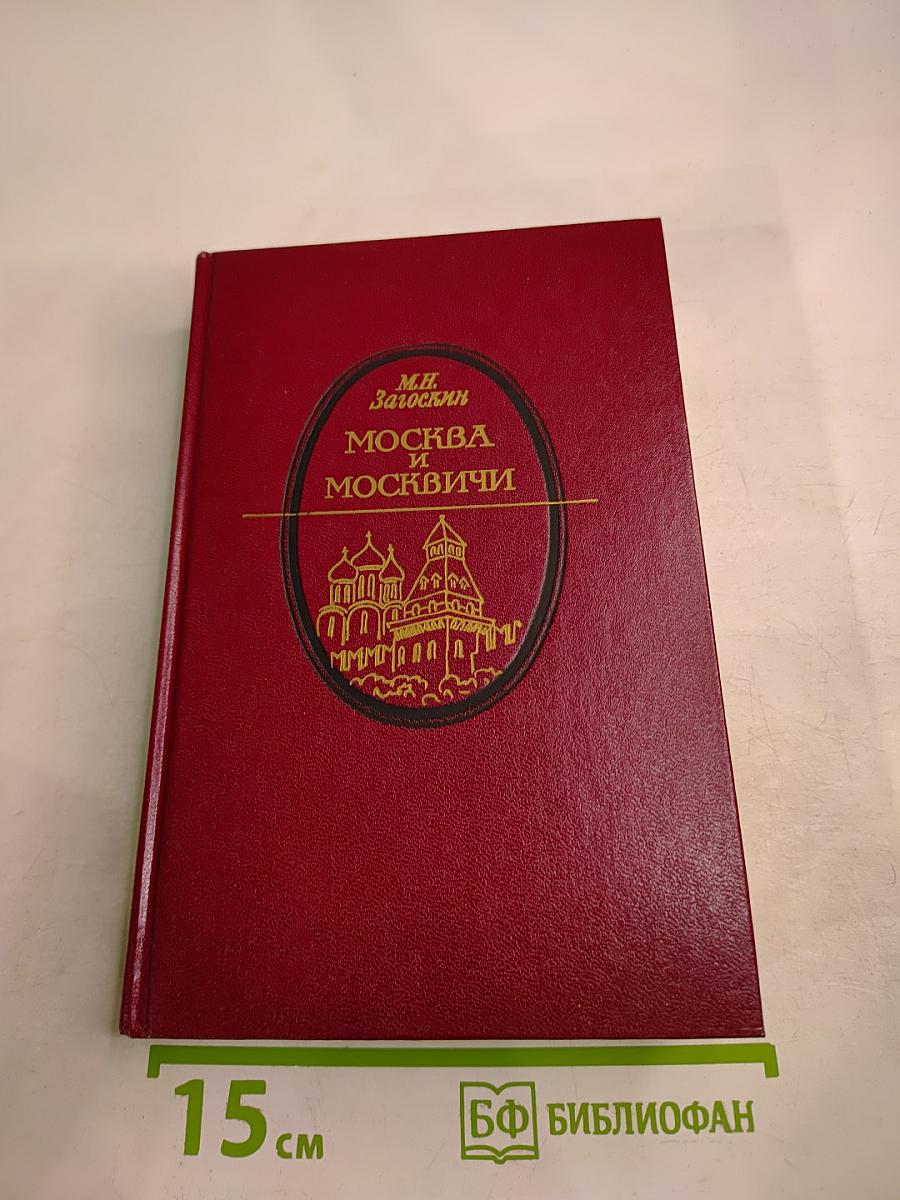 М.Н.
Загоскин
МОСКВА
И
МОСКВИЧИ
15 см
БФ БИБЛИОФАН